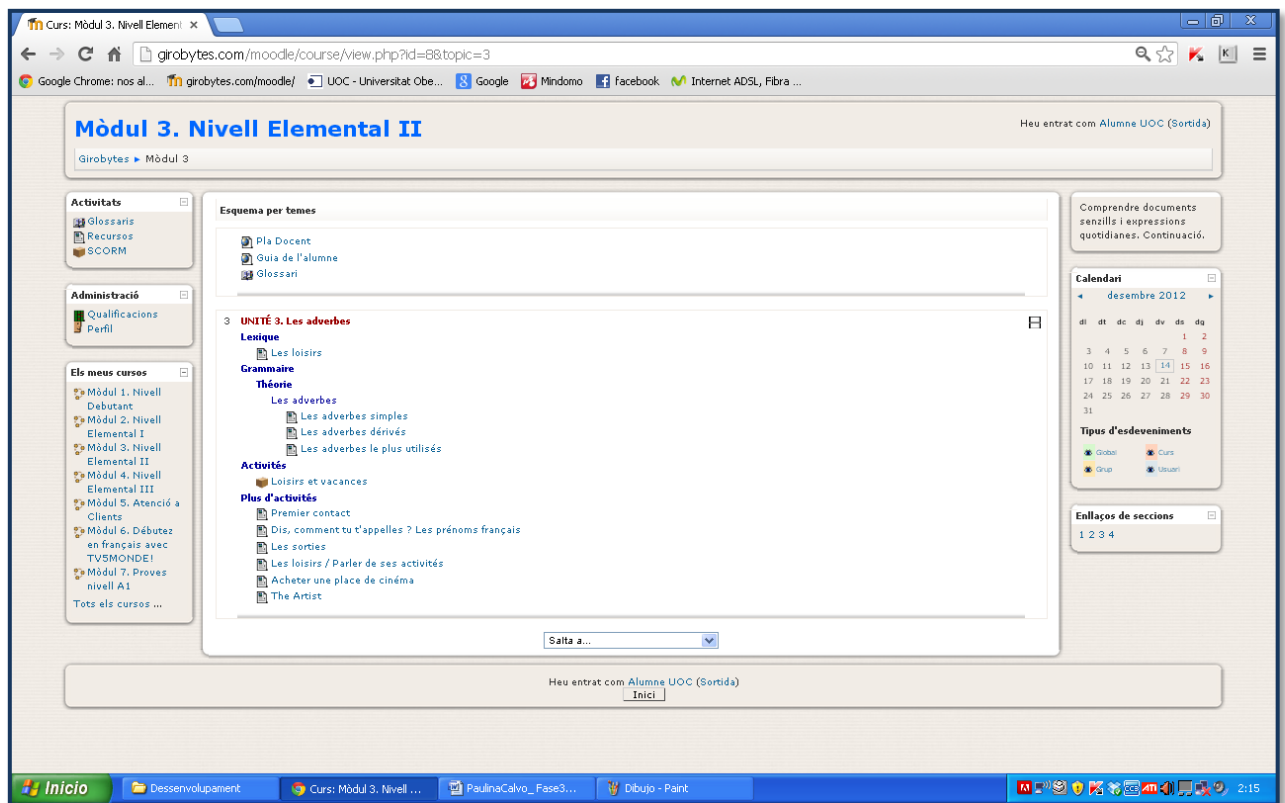 Curs: Mòdul 3. Nivell Element
girobytes.com/moodle/course/view.php?id=8&topic=3
Google Chrome: nos al... girobytes.com/moodle/ UOC - Universitat Obe... Google Mindomo facebook Internet ADSL, Fibra ...
Mòdul 3. Nivell Elemental II
Heu entrat com Alumne UOC (Sortida)
Girobytes ► Mòdul 3
Activitats
Glossaris
Recursos
SCORM
Administració
Qualificacions
Perfil
Els meus cursos
Mòdul 1. Nivell
Debutant
Mòdul 2. Nivell
Elemental I
Mòdul 3. Nivell
Elemental II
Mòdul 4. Nivell
Elemental III
Mòdul 5. Atenció a
Clients
Mòdul 6. Débutez
en français avec
TV5MONDE!
Mòdul 7. Proves
nivell A1
Tots els cursos ...
Esquema per temes
Pla Docent
Guia de l'alumne
Glossari
3 UNITÉ 3. Les adverbes
Lexique
Les loisirs
Grammaire
Théorie
Les adverbes
Les adverbes simples
Les adverbes dérivés
Les adverbes le plus utilisés
Activités
Loisirs et vacances
Plus d'activités
Premier contact
Dis, comment tu t'appelles ? Les prénoms français
Les sorties
Les loisirs / Parler de ses activités
Acheter une place de cinéma
The Artist
Salta a...
Comprendre documents
senzills i expressions
quotidianes. Continuació.
Calendari
◄ desembre 2012 ►
dl dt dc dj dv ds dg
1 2
3 4 5 6 7 8 9
10 11 12 13 14 15 16
17 18 19 20 21 22 23
24 25 26 27 28 29 30
31
Tipus d'esdeveniments
Global Curs
Grup Usuari
Enllaços de seccions
1 2 3 4
Heu entrat com Alumne UOC (Sortida)
Inici
Inicio Dessenvolupament Curs: Mòdul 3. Nivell ... PaulinaCalvo_ Fase3... Dibujo - Paint 2:15